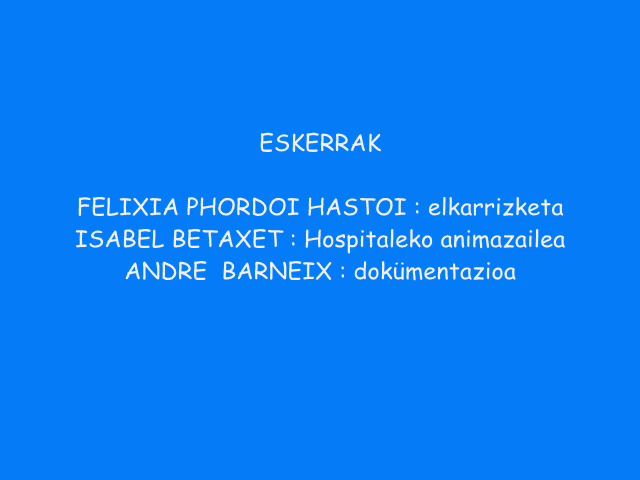 ESKERRAK
FELIXIA PHORDOI HASTOI : elkarrizketa
ISABEL BETAXET : Hospitaleko animazailea
ANDRE BARNEIX : dokümentazioa